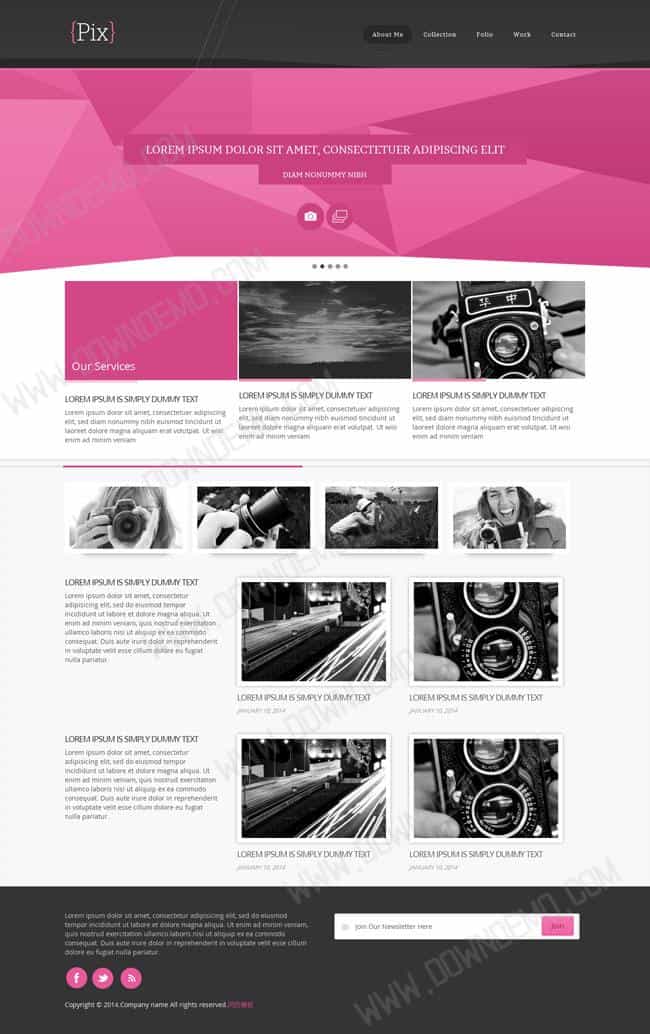 {Pix}
About Me Collection Folio Work Contact
LOREM IPSUM DOLOR SIT AMET, CONSECTETUER ADIPISCING ELIT
DIAM NONUMMY NIBH
Our Services
华中
LOREM IPSUM IS SIMPLY DUMMY TEXT
Lorem ipsum dolor sit amet, consectetuer adipiscing
elit, sed diam nonummy nibh euismod tincidunt ut
laoreet dolore magna aliquam erat volutpat. Ut wisi
enim ad minim veniam
LOREM IPSUM IS SIMPLY DUMMY TEXT
Lorem ipsum dolor sit amet, consectetuer adipiscing
elit, sed diam nonummy nibh euismod tincidunt ut
laoreet dolore magna aliquam erat volutpat. Ut wisi
enim ad minim veniam
LOREM IPSUM IS SIMPLY DUMMY TEXT
Lorem ipsum dolor sit amet, consectetuer adipiscing
elit, sed diam nonummy nibh euismod tincidunt ut
laoreet dolore magna aliquam erat volutpat. Ut wisi
enim ad minim veniam
LOREM IPSUM IS SIMPLY DUMMY TEXT
Lorem ipsum dolor sit amet, consectetur
adipisicing elit, sed do eiusmod tempor
incididunt ut labore et dolore magna aliqua. Ut
enim ad minim veniam, quis nostrud exercitation
ullamco laboris nisi ut aliquip ex ea commodo
consequat. Duis aute irure dolor in reprehenderit
in voluptate velit esse cillum dolore eu fugiat
nulla pariatur.
LOREM IPSUM IS SIMPLY DUMMY TEXT
JANUARY 10, 2014
LOREM IPSUM IS SIMPLY DUMMY TEXT
JANUARY 10, 2014
LOREM IPSUM IS SIMPLY DUMMY TEXT
Lorem ipsum dolor sit amet, consectetur
adipisicing elit, sed do eiusmod tempor
incididunt ut labore et dolore magna aliqua. Ut
enim ad minim veniam, quis nostrud exercitation
ullamco laboris nisi ut aliquip ex ea commodo
consequat. Duis aute irure dolor in reprehenderit
in voluptate velit esse cillum dolore eu fugiat
nulla pariatur.
LOREM IPSUM IS SIMPLY DUMMY TEXT
JANUARY 10, 2014
LOREM IPSUM IS SIMPLY DUMMY TEXT
JANUARY 10, 2014
Lorem ipsum dolor sit amet, consectetur adipisicing elit, sed do eiusmod
tempor incididunt ut labore et dolore magna aliqua. Ut enim ad minim veniam,
quis nostrud exercitation ullamco laboris nisi ut aliquip ex ea commodo
consequat. Duis aute irure dolor in reprehenderit in voluptate velit esse cillum
dolore eu fugiat nulla pariatur.
Join Our Newsletter Here
Join
Copyright © 2014.Company name All rights reserved.网页模板
WWW.DOWNDEMO.COM